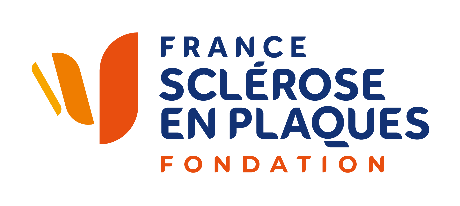 FRANCE
SCLÉROSE
EN PLAQUES
FONDATION